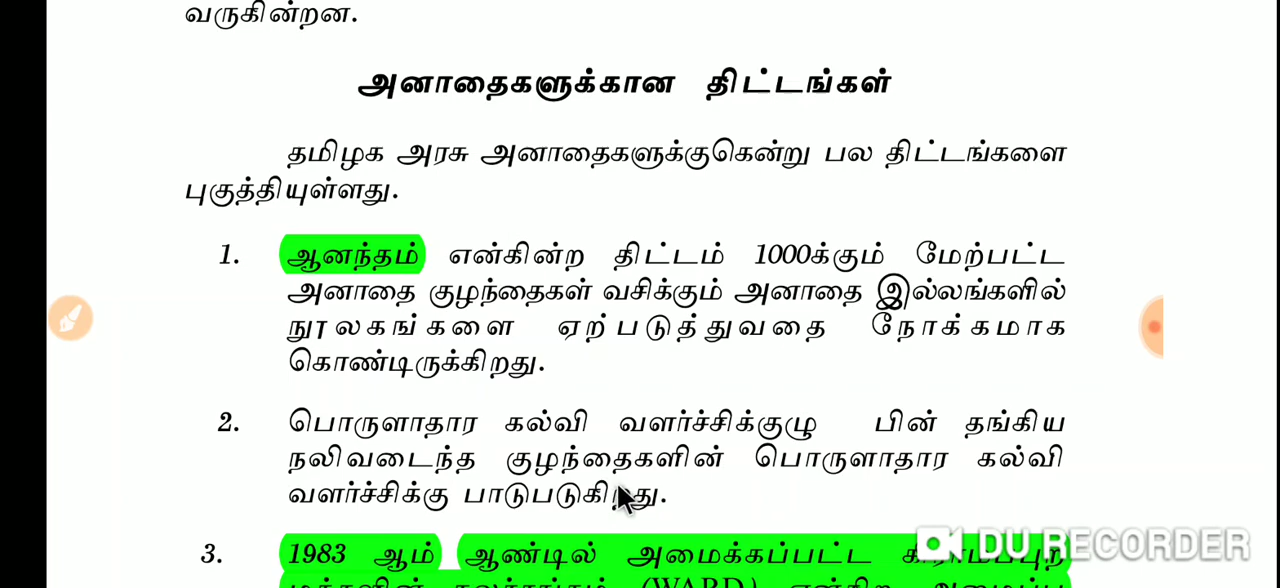 வருகின்றன.
அனாதைகளுக்கான திட்டங்கள்
தமிழக அரசு அனாதைகளுக்குகென்று பல திட்டங்களை
புகுத்தியுள்ளது.
1. ஆனந்தம் என்கின்ற திட்டம் 1000க்கும் மேற்பட்ட
அனாதை குழந்தைகள் வசிக்கும் அனாதை இல்லங்களில்
நூலகங்களை ஏற்படுத்துவதை நோக்கமாக
கொண்டிருக்கிறது.
2. பொருளாதார கல்வி வளர்ச்சிக்குழு பின் தங்கிய
நலிவடைந்த குழந்தைகளின் பொருளாதார கல்வி
வளர்ச்சிக்கு பாடுபடுகிறது.
3. 1983 ஆம் ஆண்டில் அமைக்கப்பட்ட கிராமப்புற
(WARD) என்கிற
DU RECORDER